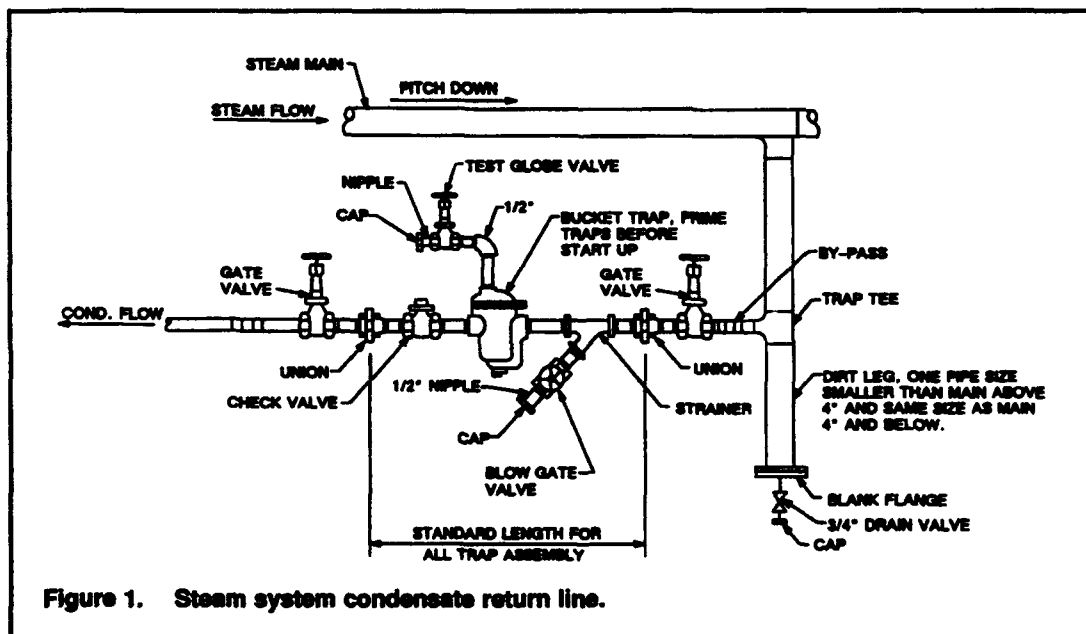 STEAM MAIN
PITCH DOWN
STEAM FLOW
TEST GLOBE VALVE
NIPPLE
1/2"
CAP
BUCKET TRAP, PRIME
TRAPS BEFORE
START UP
BY-PASS
GATE
VALVE
GATE
VALVE
TRAP TEE
COND. FLOW
UNION
1/2" NIPPLE
UNION
CHECK VALVE
STRAINER
CAP
DIRT LEG, ONE PIPE SIZE
SMALLER THAN MAIN ABOVE
4" AND SAME SIZE AS MAIN
4" AND BELOW.
BLOW GATE
VALVE
BLANK FLANGE
3/4" DRAIN VALVE
CAP
STANDARD LENGTH FOR
ALL TRAP ASSEMBLY
Figure 1. Steam system condensate return line.